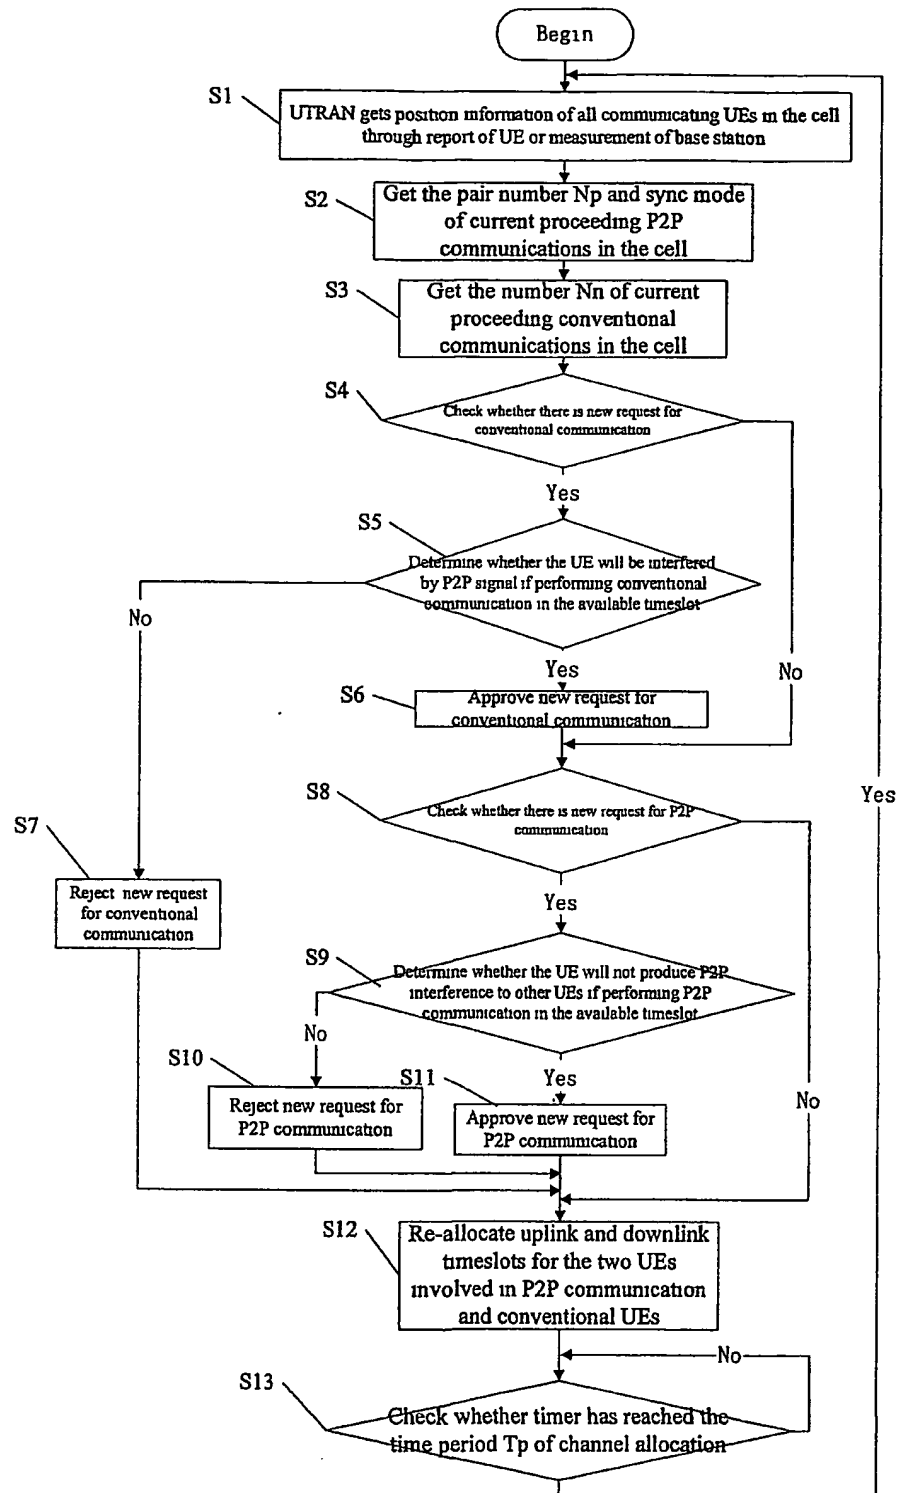 Begin
S1
UTRAN gets position information of all communicating UEs in the cell
through report of UE or measurement of base station
S2
Get the pair number Np and sync mode
of current proceeding P2P
communications in the cell
S3
Get the number Nn of current
proceeding conventional
communications in the cell
S4
Check whether there is new request for
conventional communication
Yes
S5
Determine whether the UE will be interfered
by P2P signal if performing conventional
communication in the available timeslot
No
Yes
No
S6
Approve new request for
conventional communication
Yes
S8
Check whether there is new request for P2P
communication
S7
Reject new request
for conventional
communication
Yes
S9
Determine whether the UE will not produce P2P
interference to other UEs if performing P2P
communication in the available timeslot
No
S10
Reject new request for
P2P communication
S11
Yes
Approve new request for
P2P communication
No
S12
Re-allocate uplink and downlink
timeslots for the two UEs
involved in P2P communication
and conventional UEs
No
S13
Check whether timer has reached the
time period Tp of channel allocation